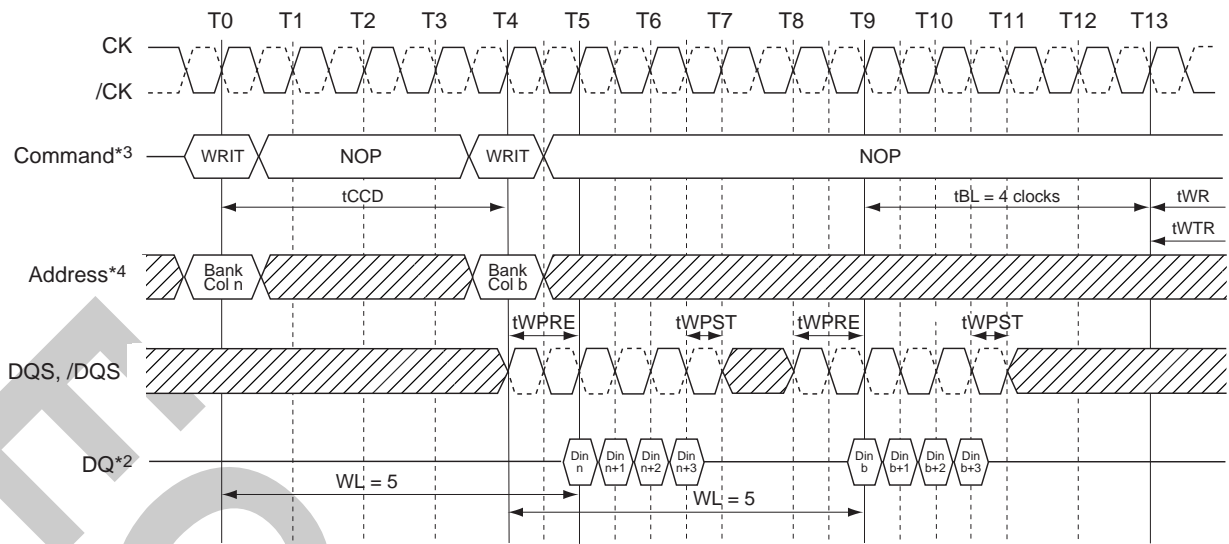 T0 T1 T2 T3 T4 T5 T6 T7 T8 T9 T10 T11 T12 T13
CK
/CK
Command*3 WRIT NOP WRIT NOP
tCCD tBL = 4 clocks tWR
tWTR
Address*4 Bank Col n Bank Col b
tWPRE tWPST tWPRE tWPST
DQS, /DQS
DQ*2 Din n Din n+1 Din n+2 Din n+3 Din b Din b+1 Din b+2 Din b+3
WL = 5
WL = 5